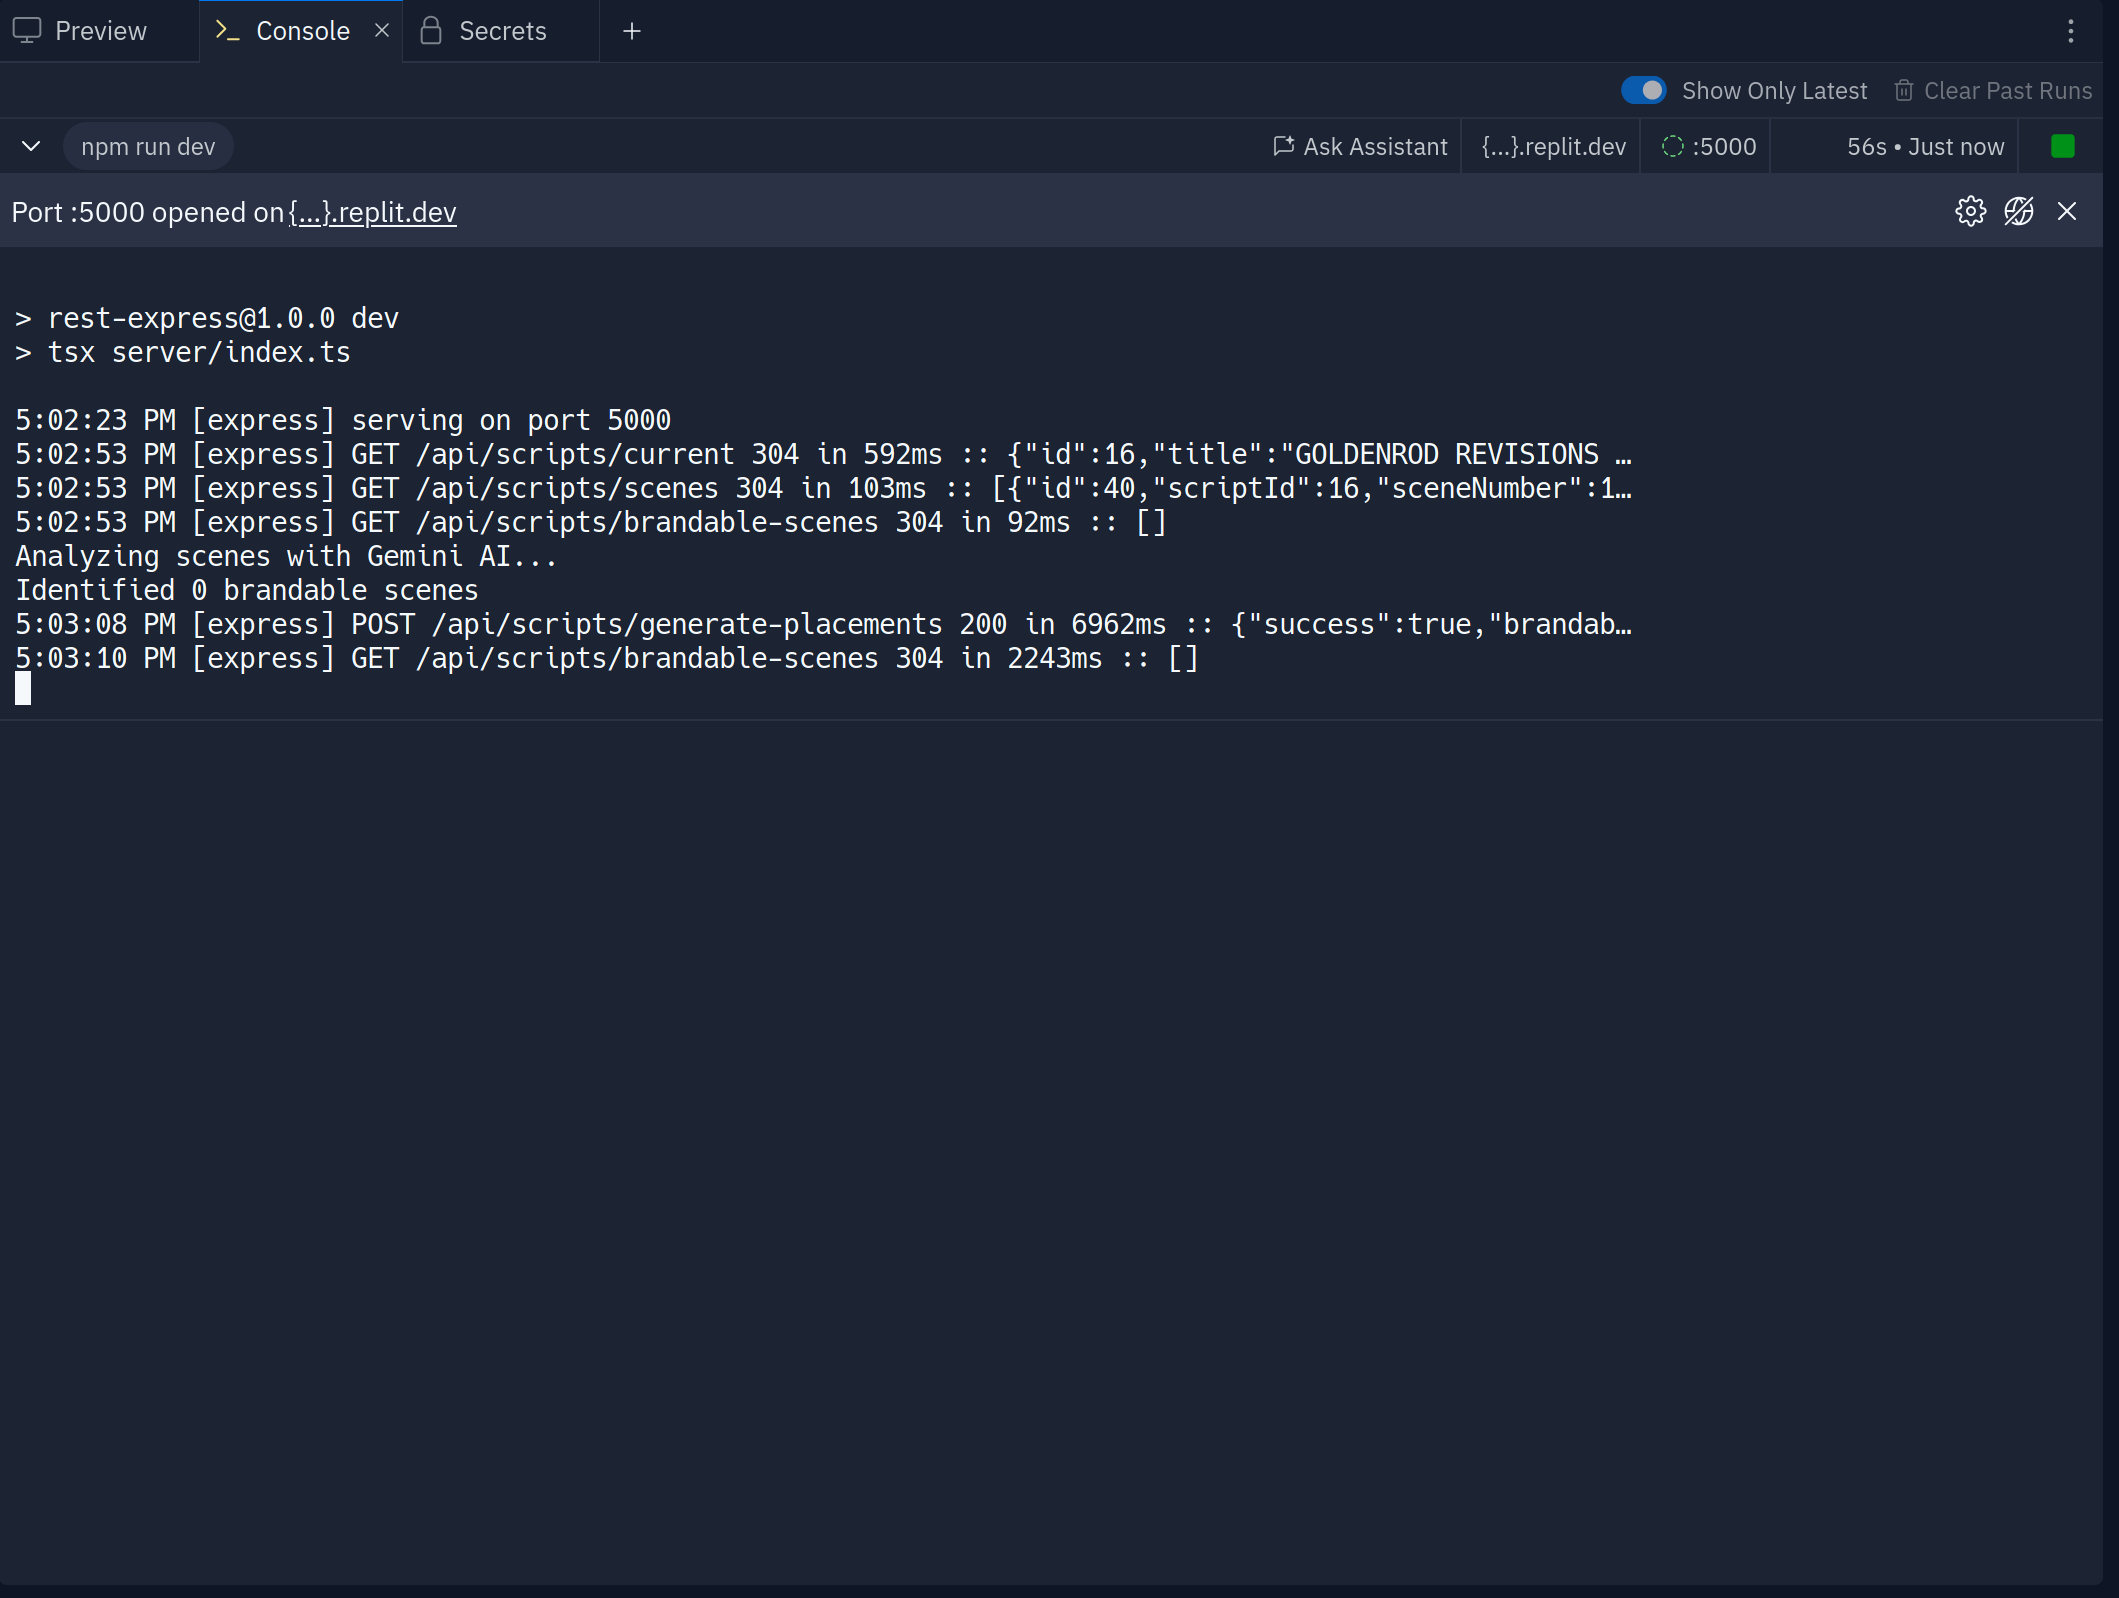 Preview
Console
Secrets
Show Only Latest
Clear Past Runs
npm run dev
Ask Assistant
{...}.replit.dev
:5000
56s • Just now
Port :5000 opened on {...}.replit.dev
> rest-express@1.0.0 dev
> tsx server/index.ts
5:02:23 PM [express] serving on port 5000
5:02:53 PM [express] GET /api/scripts/current 304 in 592ms :: {"id":16,"title":"GOLDENROD REVISIONS …
5:02:53 PM [express] GET /api/scripts/scenes 304 in 103ms :: [{"id":40,"scriptId":16,"sceneNumber":1…
5:02:53 PM [express] GET /api/scripts/brandable-scenes 304 in 92ms :: []
Analyzing scenes with Gemini AI...
Identified 0 brandable scenes
5:03:08 PM [express] POST /api/scripts/generate-placements 200 in 6962ms :: {"success":true,"brandab…
5:03:10 PM [express] GET /api/scripts/brandable-scenes 304 in 2243ms :: []